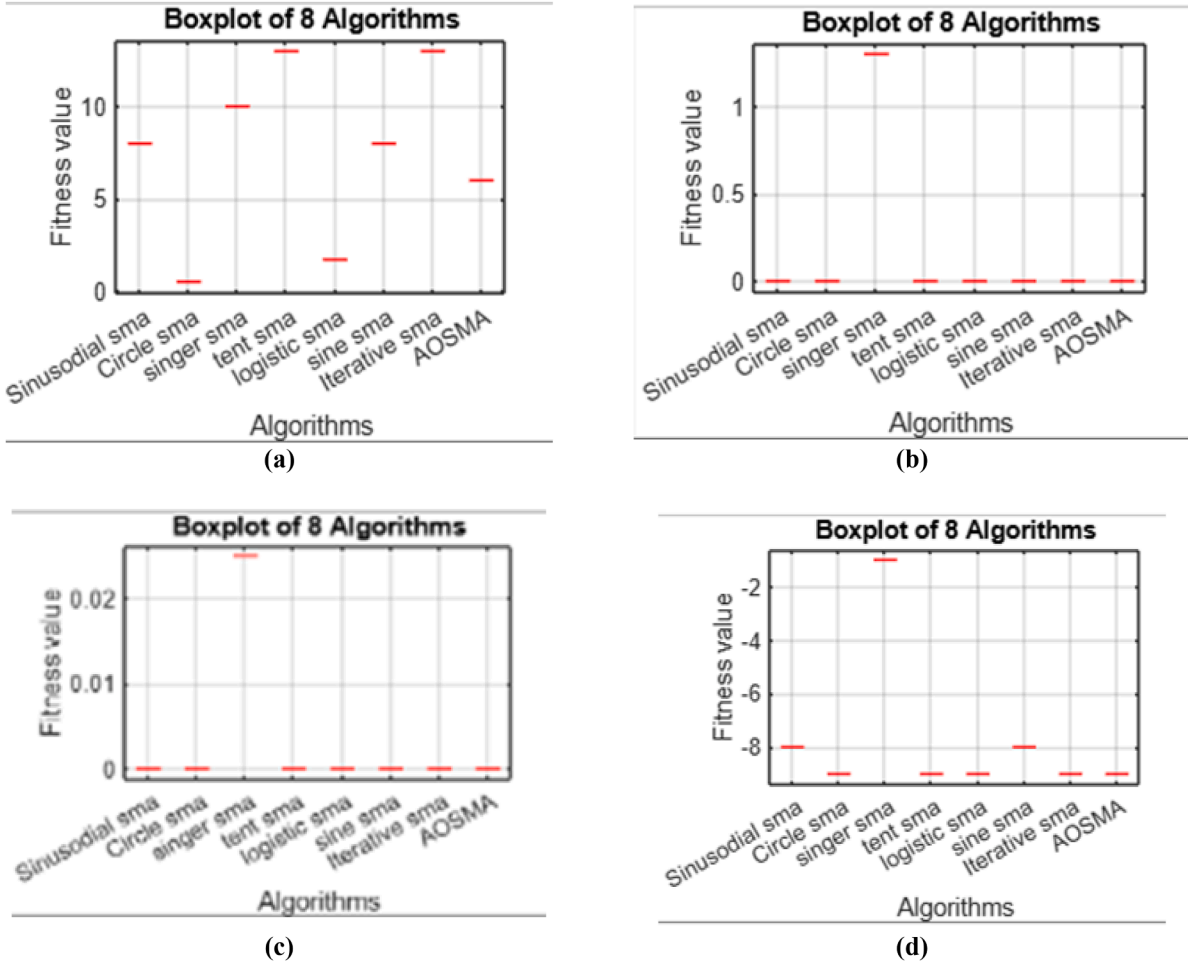 Boxplot of 8 Algorithms
Fitness value
10
5
0
Sinusodial sma
Circle sma
singer sma
tent sma
logistic sma
sine sma
Iterative sma
AOSMA
Algorithms
(a)
Boxplot of 8 Algorithms
Fitness value
1
0.5
0
Sinusodial sma
Circle sma
singer sma
tent sma
logistic sma
sine sma
Iterative sma
AOSMA
Algorithms
(b)
Boxplot of 8 Algorithms
Fitness value
0.02
0.01
0
Sinusodial sma
Circle sma
singer sma
tent sma
logistic sma
sine sma
Iterative sma
AOSMA
Algorithms
(c)
Boxplot of 8 Algorithms
Fitness value
-2
-4
-6
-8
Sinusodial sma
Circle sma
singer sma
tent sma
logistic sma
sine sma
Iterative sma
AOSMA
Algorithms
(d)